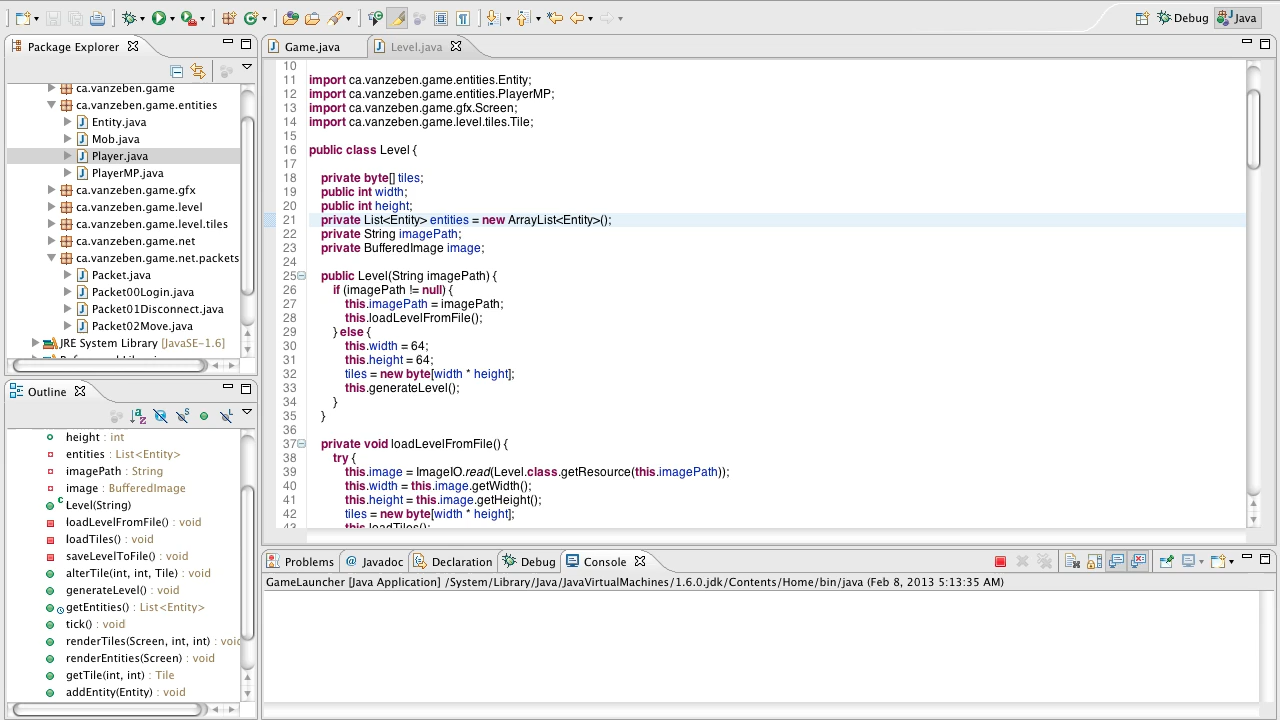 Debug
Java
Package Explorer
ca.vanzeben.game
ca.vanzeben.game.entities
Entity.java
Mob.java
Player.java
PlayerMP.java
ca.vanzeben.game.gfx
ca.vanzeben.game.level
ca.vanzeben.game.level.tiles
ca.vanzeben.game.net
ca.vanzeben.game.net.packets
Packet.java
Packet00Login.java
Packet01Disconnect.java
Packet02Move.java
JRE System Library [JavaSE-1.6]
Outline
height : int
entities : List<Entity>
imagePath : String
image : BufferedImage
Level(String)
loadLevelFromFile() : void
loadTiles() : void
saveLevelToFile() : void
alterTile(int, int, Tile) : void
generateLevel() : void
getEntities() : List<Entity>
tick() : void
renderTiles(Screen, int, int) : void
renderEntities(Screen) : void
getTile(int, int) : Tile
addEntity(Entity) : void
Game.java
Level.java
10
11 import ca.vanzeben.game.entities.Entity;
12 import ca.vanzeben.game.entities.PlayerMP;
13 import ca.vanzeben.game.gfx.Screen;
14 import ca.vanzeben.game.level.tiles.Tile;
15
16 public class Level {
17
18 private byte[] tiles;
19 public int width;
20 public int height;
21 private List<Entity> entities = new ArrayList<Entity>();
22 private String imagePath;
23 private BufferedImage image;
24
25 public Level(String imagePath) {
26 if (imagePath != null) {
27 this.imagePath = imagePath;
28 this.loadLevelFromFile();
29 } else {
30 this.width = 64;
31 this.height = 64;
32 tiles = new byte[width * height];
33 this.generateLevel();
34 }
35 }
36
37 private void loadLevelFromFile() {
38 try {
39 this.image = ImageIO.read(Level.class.getResource(this.imagePath));
40 this.width = this.image.getWidth();
41 this.height = this.image.getHeight();
42 tiles = new byte[width * height];
43 this.loadTiles();
Problems
Javadoc
Declaration
Debug
Console
GameLauncher [Java Application] /System/Library/Java/JavaVirtualMachines/1.6.0.jdk/Contents/Home/bin/java (Feb 8, 2013 5:13:35 AM)